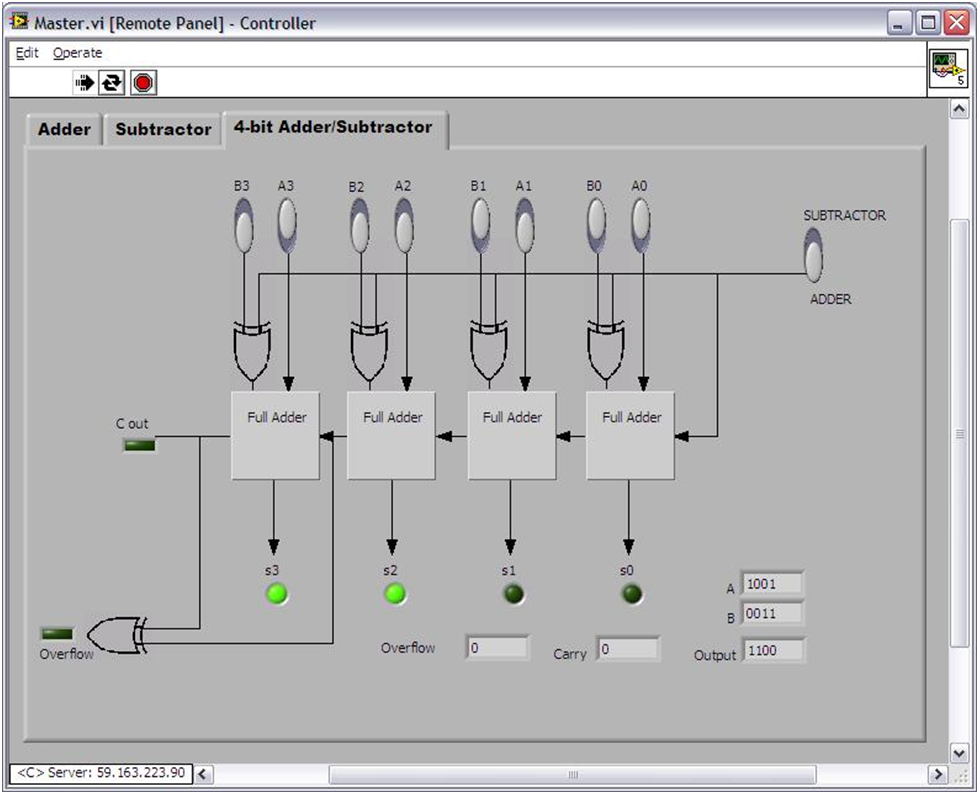 Master.vi [Remote Panel] - Controller
Edit Operate
5
Adder Subtractor 4-bit Adder/Subtractor
B3 A3 B2 A2 B1 A1 B0 A0
SUBTRACTOR
ADDER
Full Adder Full Adder Full Adder Full Adder
C out
s3 s2 s1 s0
A 1001
B 0011
Overflow Overflow 0 Carry 0 Output 1100
<C> Server: 59.163.223.90